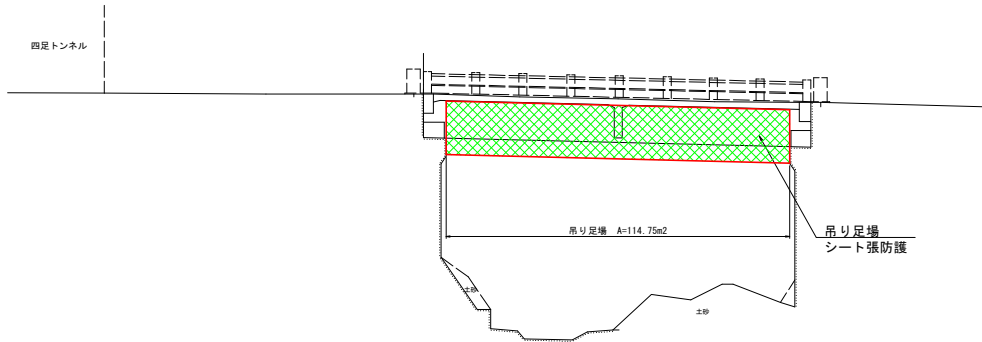 四足トンネル
吊り足場　A=114.75m2
吊り足場
シート張防護
土砂
土砂